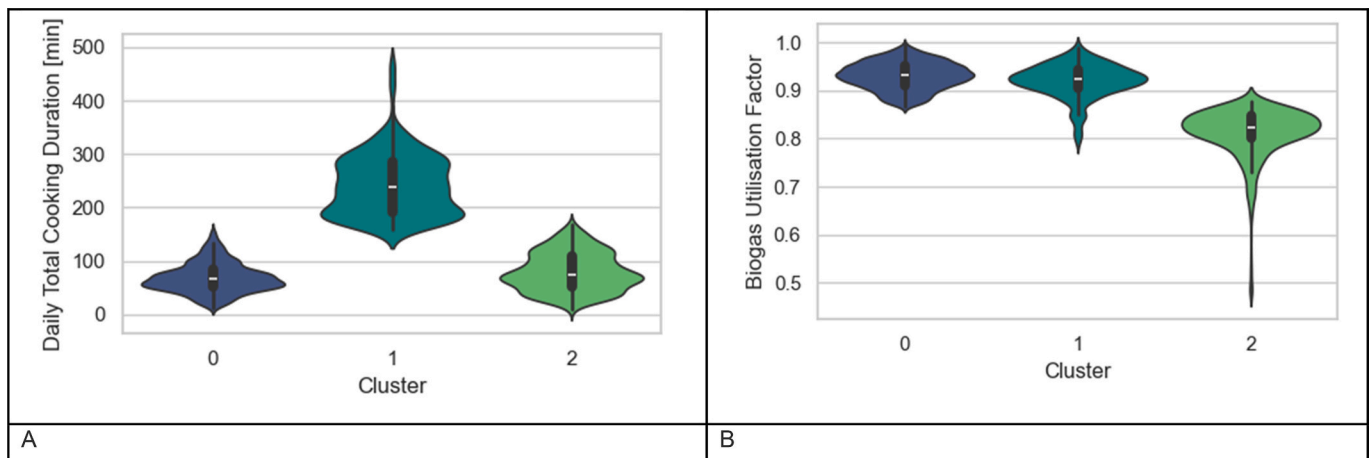 Daily Total Cooking Duration [min]
500
400
300
200
100
0
0 1 2
Cluster
A
Biogas Utilisation Factor
1.0
0.9
0.8
0.7
0.6
0.5
0 1 2
Cluster
B